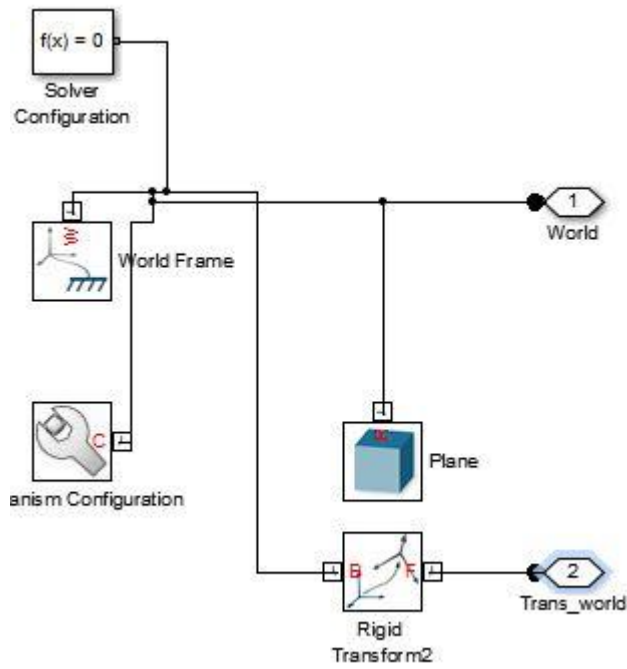 f(x) = 0
Solver
Configuration
1
World
W
World Frame
C
anism Configuration
R
Plane
B
F
2
Trans_world
Rigid
Transform2